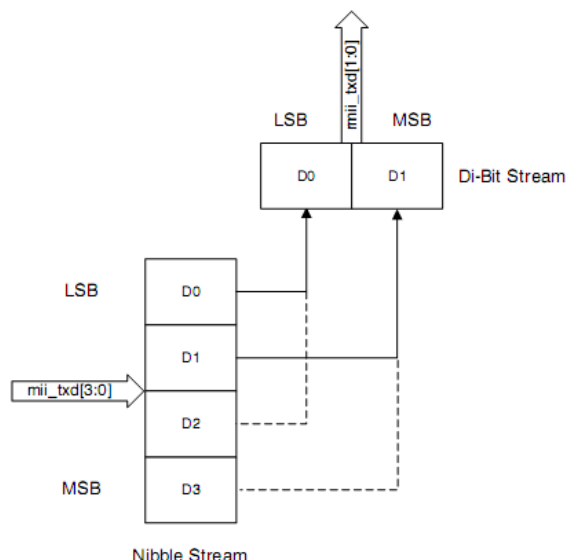 rmii_txd[1:0]
LSB MSB
D0 D1 Di-Bit Stream
LSB D0
D1
mii_txd[3:0]
D2
MSB D3
Nibble Stream